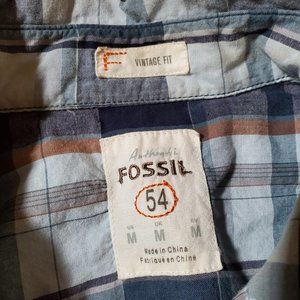 F VINTAGE FIT
Authentic
FOSSIL
54
M M M
Made in China
Fabriqué en Chine